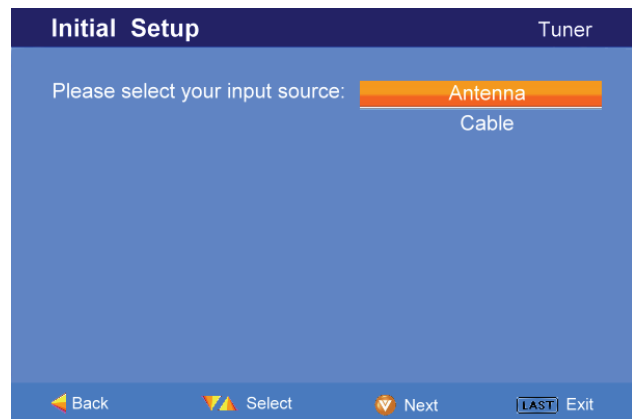 Initial Setup Tuner
Please select your input source: Antenna
Cable
Back Select V Next LAST Exit